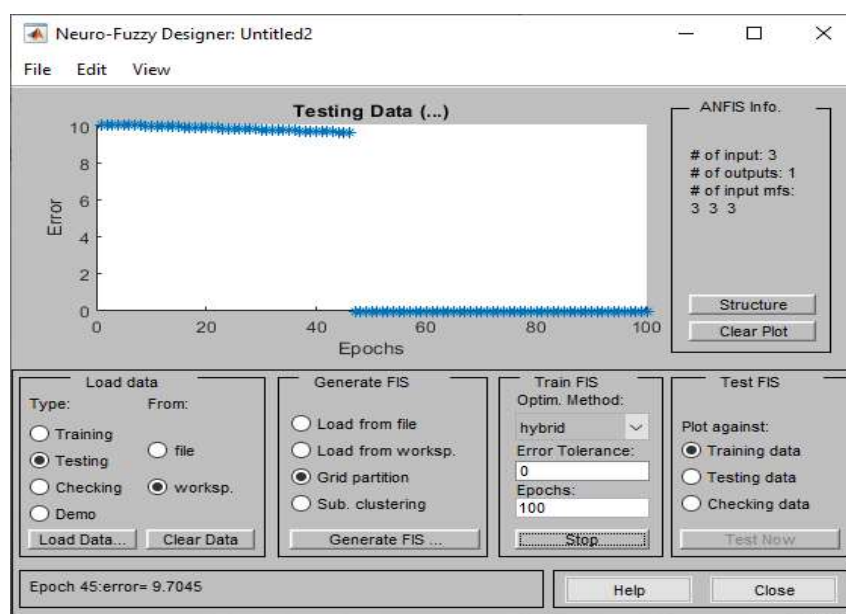 Neuro-Fuzzy Designer: Untitled2
File Edit View
Testing Data (...)
Error
10
8
6
4
2
0
0 20 40 60 80 100
Epochs
ANFIS Info.
# of input: 3
# of outputs: 1
# of input mfs:
3 3 3
Structure
Clear Plot
Load data
Type: From:
Training
Testing
Checking
Demo
file
worksp.
Load Data...
Clear Data
Generate FIS
Load from file
Load from worksp.
Grid partition
Sub. clustering
Generate FIS ...
Train FIS
Optim. Method:
hybrid
Error Tolerance:
0
Epochs:
100
Stop
Test FIS
Plot against:
Training data
Testing data
Checking data
Test Now
Epoch 45:error= 9.7045
Help
Close